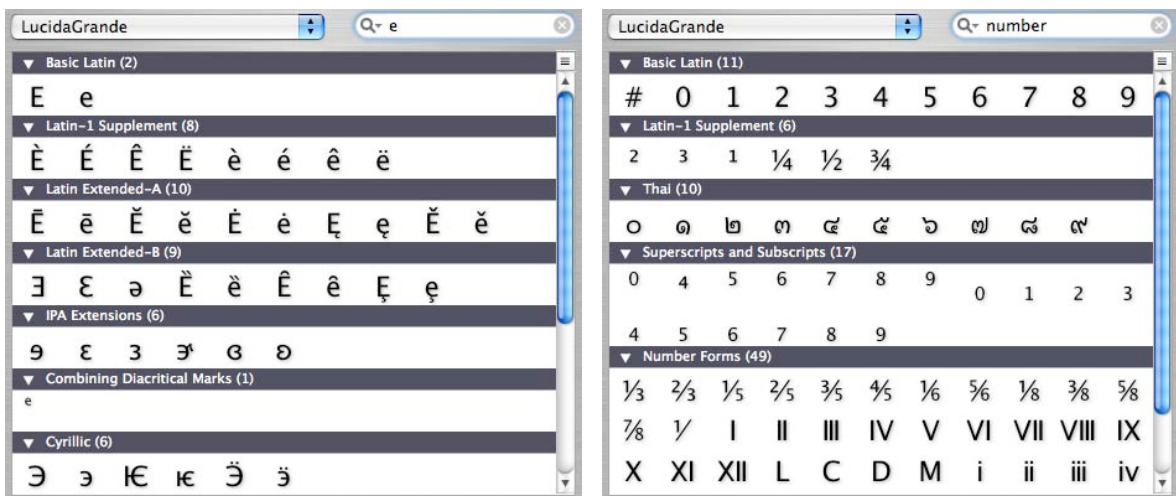 LucidaGrande
e
Basic Latin (2)
E e
Latin-1 Supplement (8)
È É Ê Ë è é ê ë
Latin Extended-A (10)
Ē ē Ĕ ĕ Ė ė Ę ę Ě ě
Latin Extended-B (9)
Ǝ Ɛ ǝ Ȅ ȅ Ȇ ȇ Ȩ ȩ
IPA Extensions (6)
ɘ ɛ ɜ ɝ ɞ ʚ
Combining Diacritical Marks (1)
ͤ
Cyrillic (6)
Э э Ѥ ѥ Ӭ ӭ
LucidaGrande
number
Basic Latin (11)
# 0 1 2 3 4 5 6 7 8 9
Latin-1 Supplement (6)
² ³ ¹ ¼ ½ ¾
Thai (10)
๐ ๑ ๒ ๓ ๔ ๕ ๖ ๗ ๘ ๙
Superscripts and Subscripts (17)
⁰ ⁴ ⁵ ⁶ ⁷ ⁸ ⁹ ₀ ₁ ₂ ₃
₄ ₅ ₆ ₇ ₈ ₉
Number Forms (49)
⅓ ⅔ ⅕ ⅖ ⅗ ⅘ ⅙ ⅚ ⅛ ⅜ ⅝
⅞ ⅟ Ⅰ Ⅱ Ⅲ Ⅳ Ⅴ Ⅵ Ⅶ Ⅷ Ⅸ
Ⅹ Ⅺ Ⅻ Ⅼ Ⅽ Ⅾ Ⅿ ⅰ ⅱ ⅲ ⅳ